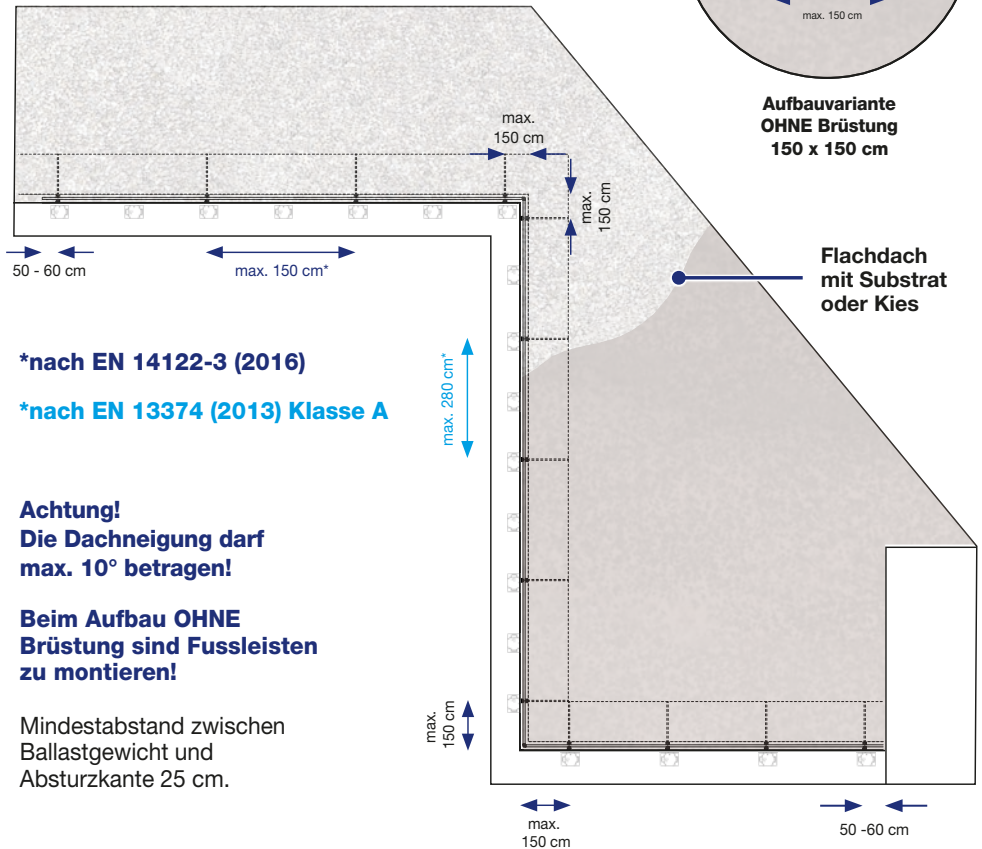 max. 150 cm
Aufbauvariante
OHNE Brüstung
150 x 150 cm
max.
150 cm
max.
150 cm
50 - 60 cm
max. 150 cm*
Flachdach
mit Substrat
oder Kies
*nach EN 14122-3 (2016)
*nach EN 13374 (2013) Klasse A
max. 280 cm*
Achtung!
Die Dachneigung darf
max. 10° betragen!
Beim Aufbau OHNE
Brüstung sind Fussleisten
zu montieren!
Mindestabstand zwischen
Ballastgewicht und
Absturzkante 25 cm.
max.
150 cm
max.
150 cm
50 -60 cm